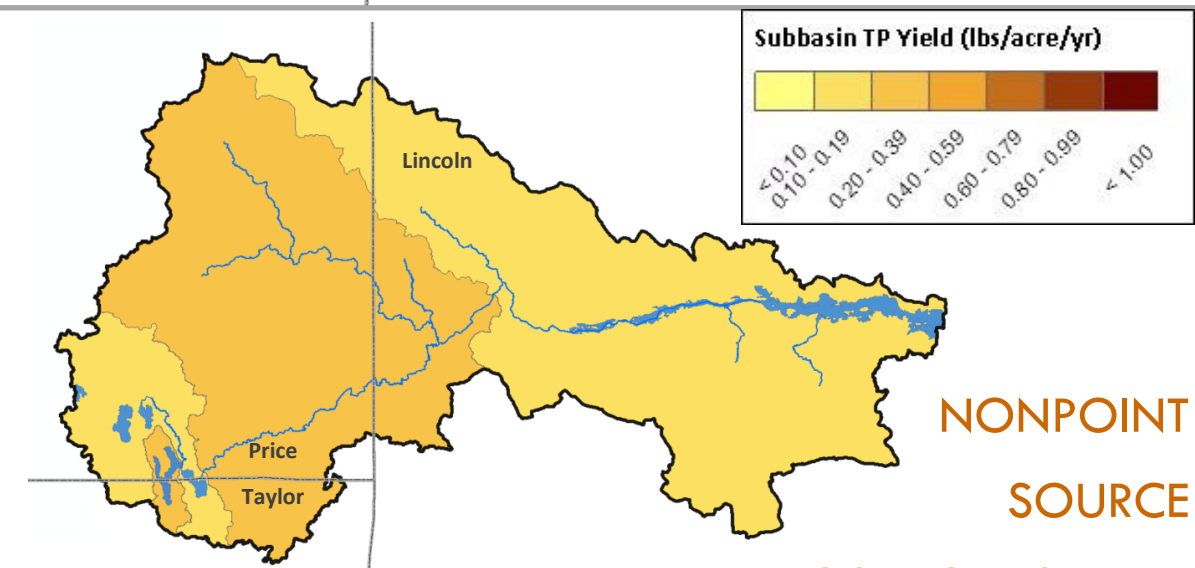 Subbasin TP Yield (lbs/acre/yr)
< 0.10
0.10 - 0.19
0.20 - 0.39
0.40 - 0.59
0.60 - 0.79
0.80 - 0.99
< 1.00
Lincoln
Price
Taylor
NONPOINT
SOURCE